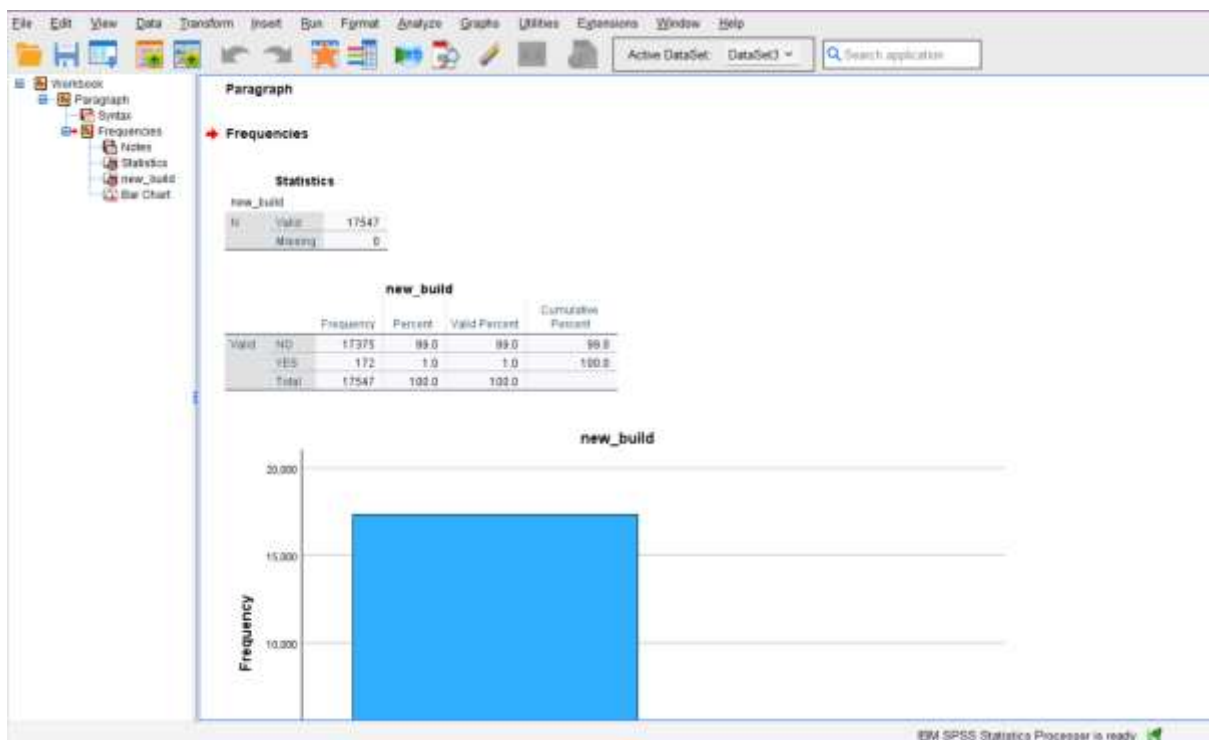 File Edit View Data Transform Insert Run Format Analyze Graphs Utilities Extensions Window Help
Active DataSet: DataSet3 Search application
Workbook
Paragraph
Syntax
Frequencies
Notes
Statistics
new_build
Bar Chart
Paragraph
Frequencies
Statistics
new_build
N Valid 17547
Missing 0
new_build
Frequency Percent Valid Percent Cumulative Percent
Valid NO 17375 99.0 99.0 99.0
YES 172 1.0 1.0 100.0
Total 17547 100.0 100.0
new_build
20,000
15,000
10,000
Frequency
IBM SPSS Statistics Processor is ready